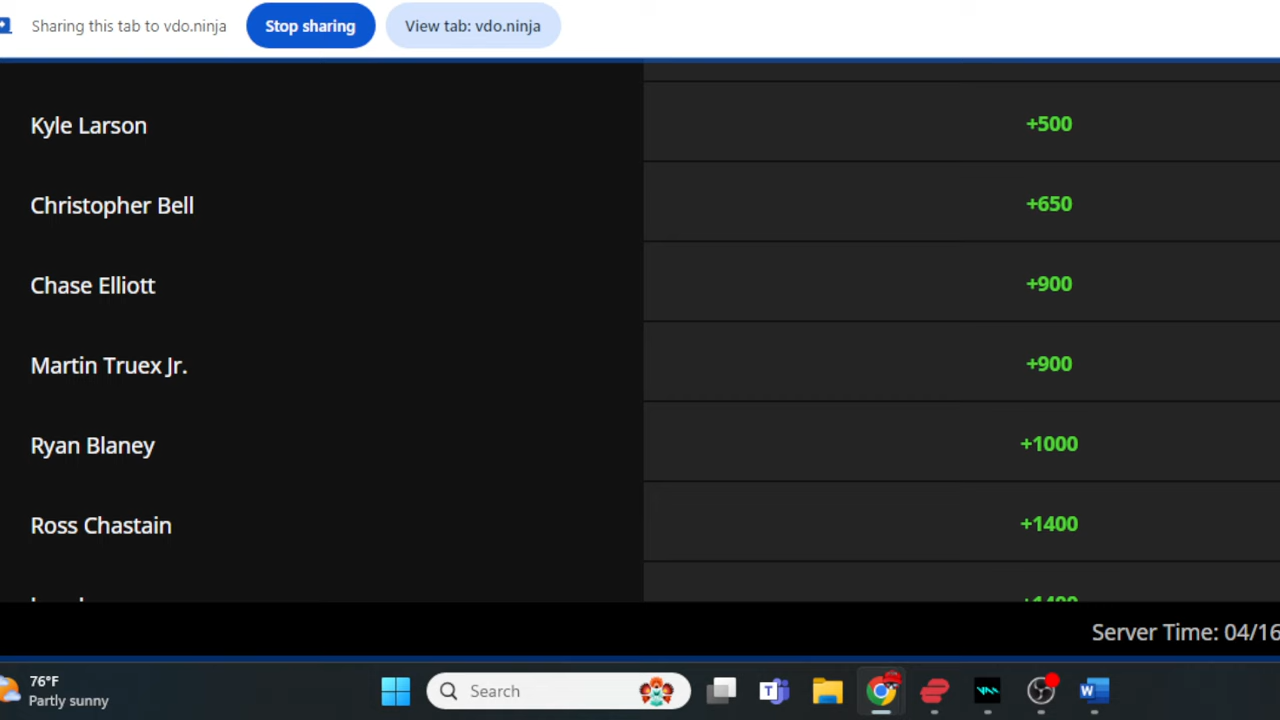 Sharing this tab to vdo.ninja Stop sharing View tab: vdo.ninja
Kyle Larson +500
Christopher Bell +650
Chase Elliott +900
Martin Truex Jr. +900
Ryan Blaney +1000
Ross Chastain +1400
Server Time: 04/16
76°F
Partly sunny
Search